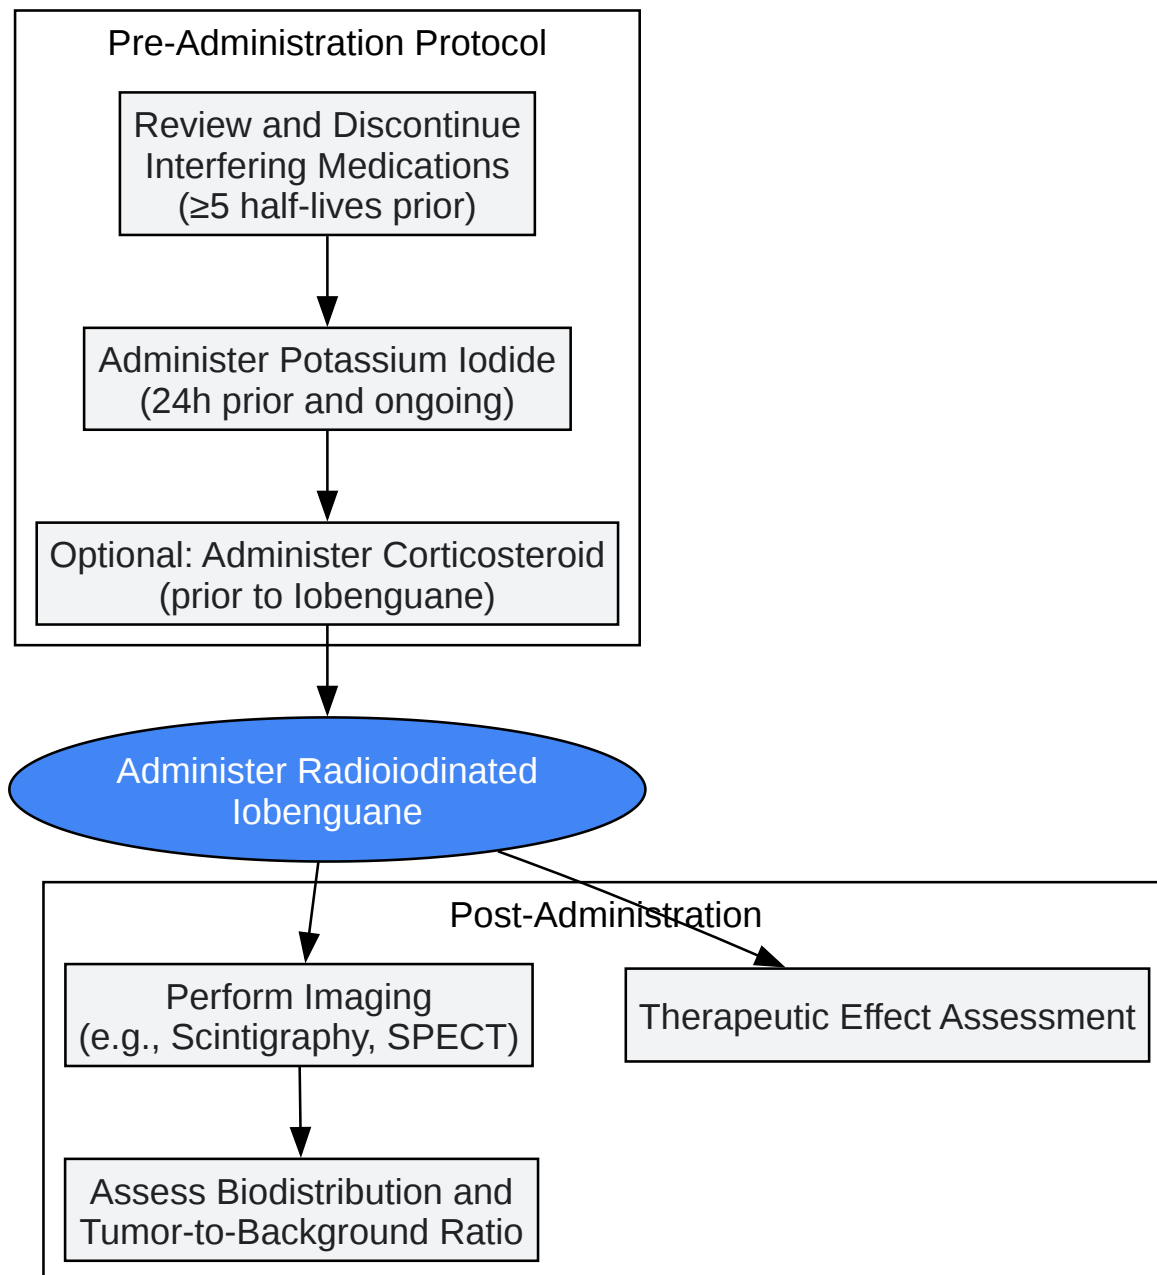 Pre-Administration Protocol
Review and Discontinue
Interfering Medications
(≥5 half-lives prior)
Administer Potassium Iodide
(24h prior and ongoing)
Optional: Administer Corticosteroid
(prior to Iobenguane)
Administer Radioiodinated
Iobenguane
Post-Administration
Perform Imaging
(e.g., Scintigraphy, SPECT)
Therapeutic Effect Assessment
Assess Biodistribution and
Tumor-to-Background Ratio